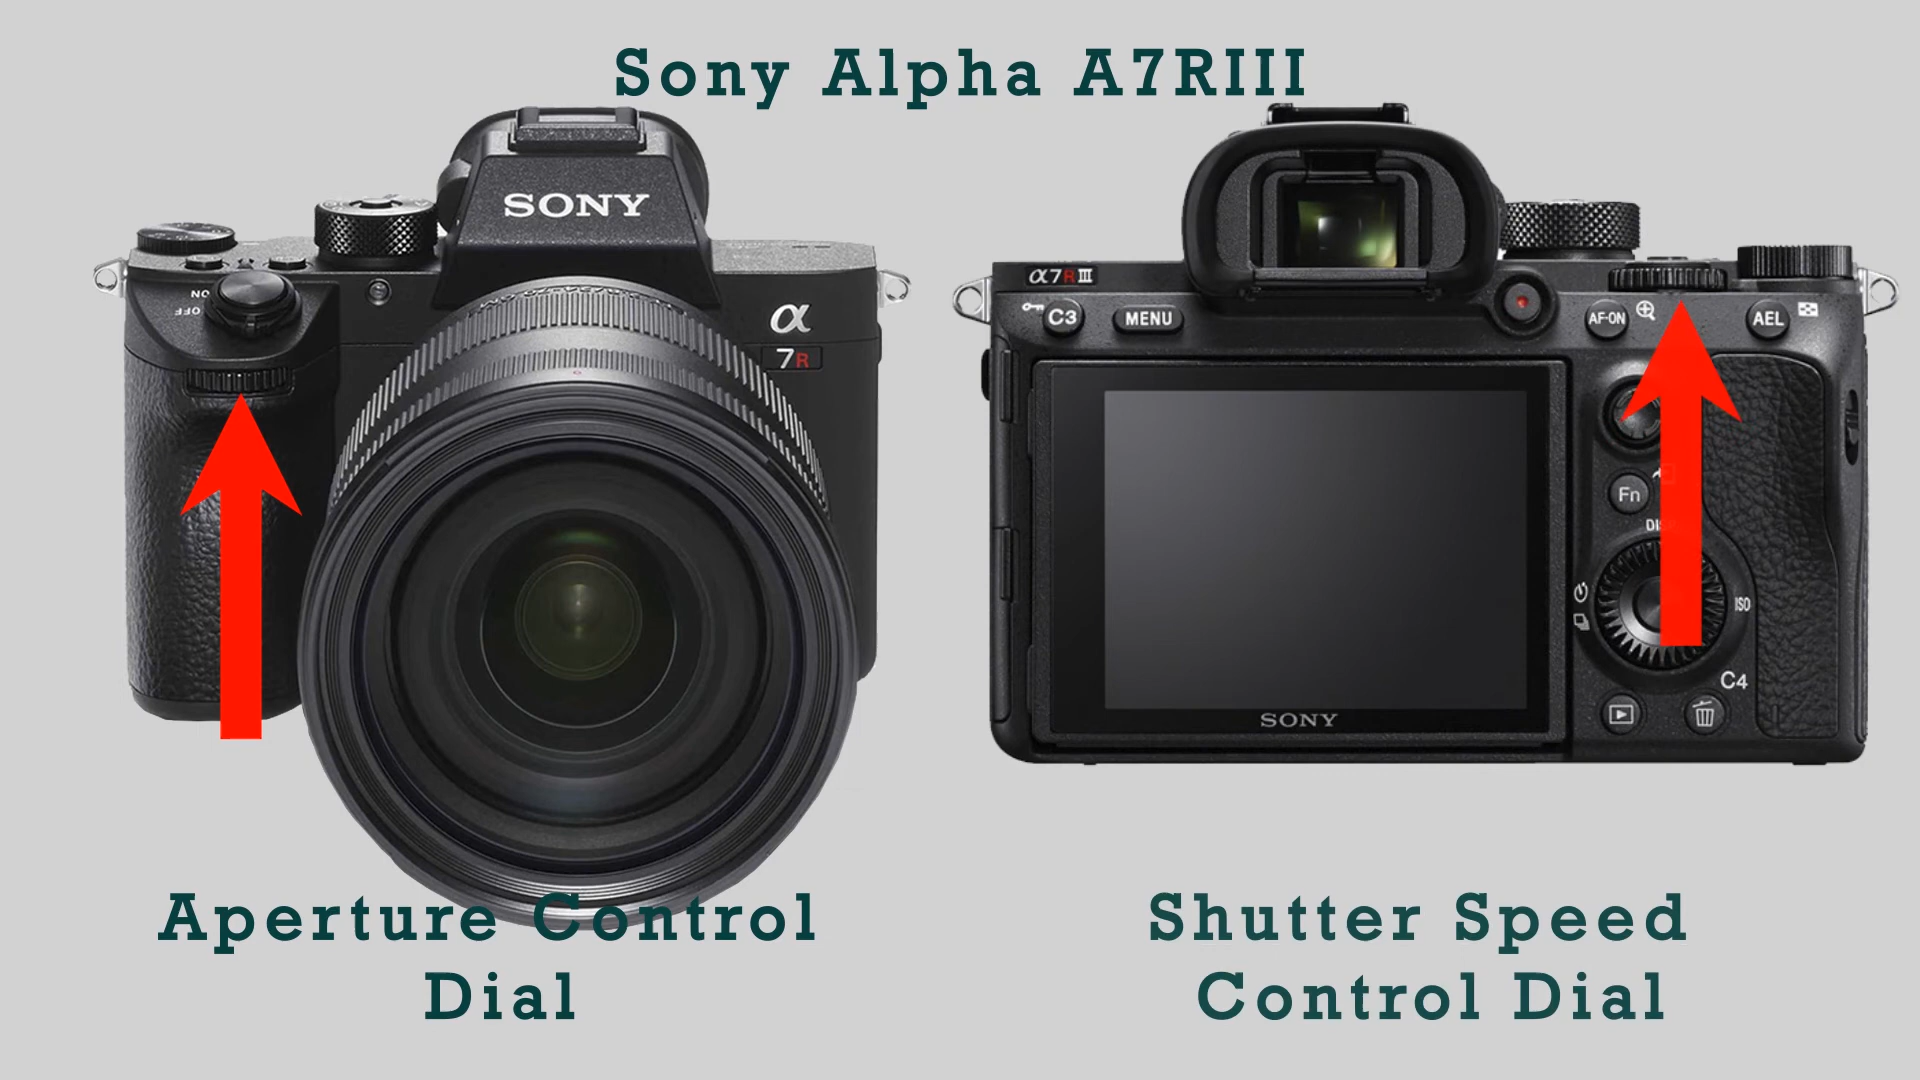 Sony Alpha A7RIII
SONY
ON
OFF
α
7R
α7RIII
C3
MENU
AF-ON
AEL
Fn
ISO
C4
SONY
Aperture Control
Dial
Shutter Speed
Control Dial